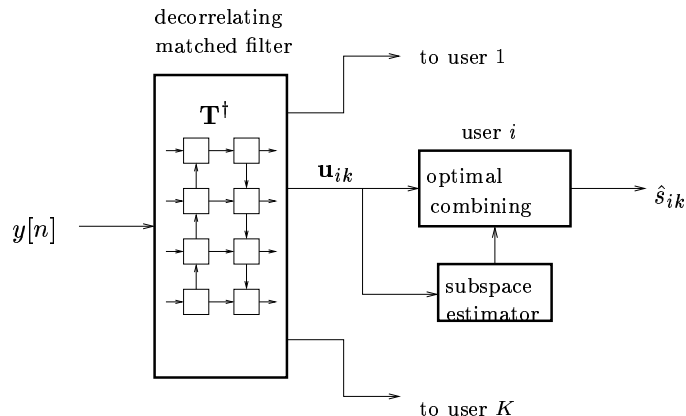 decorrelating
matched filter
to user 1
T†
user i
u_ik
optimal
combining
ŝ_ik
y[n]
subspace
estimator
to user K